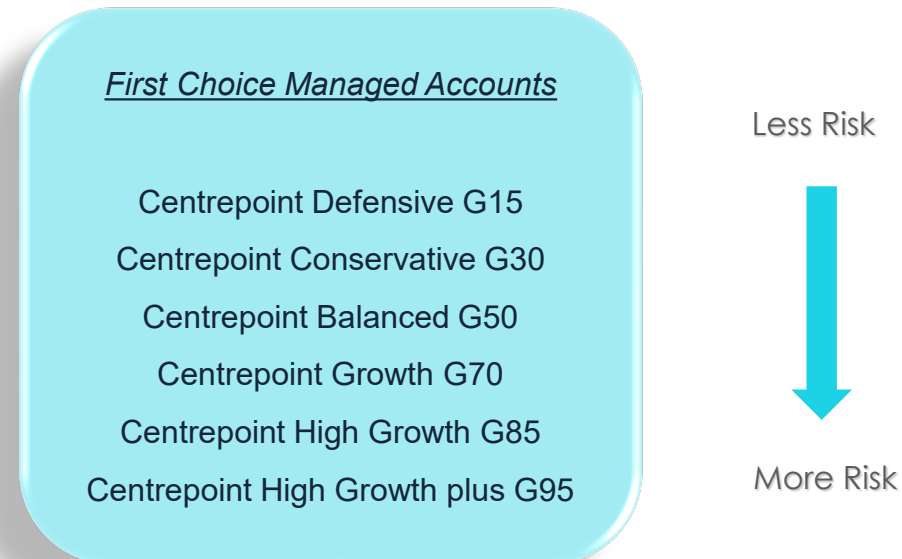 First Choice Managed Accounts
Centrepoint Defensive G15
Centrepoint Conservative G30
Centrepoint Balanced G50
Centrepoint Growth G70
Centrepoint High Growth G85
Centrepoint High Growth plus G95
Less Risk
More Risk